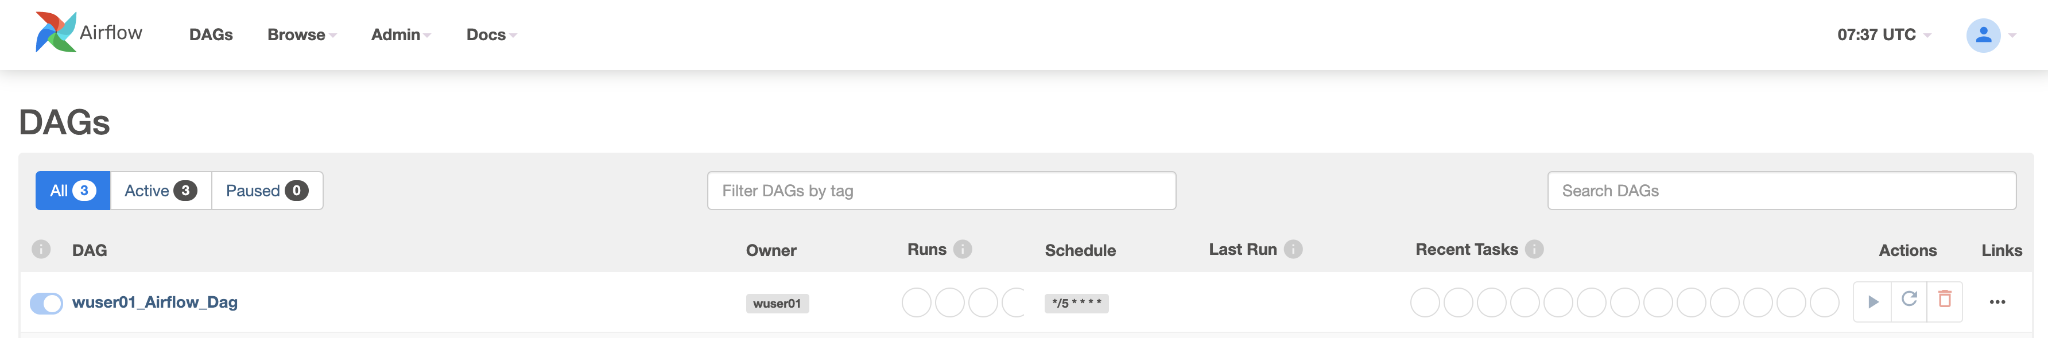 Airflow DAGs Browse Admin Docs 07:37 UTC
DAGs
All 3 Active 3 Paused 0 Filter DAGs by tag Search DAGs
i DAG Owner Runs i Schedule Last Run i Recent Tasks i Actions Links
wuser01_Airflow_Dag wuser01 */5 * * * * ...